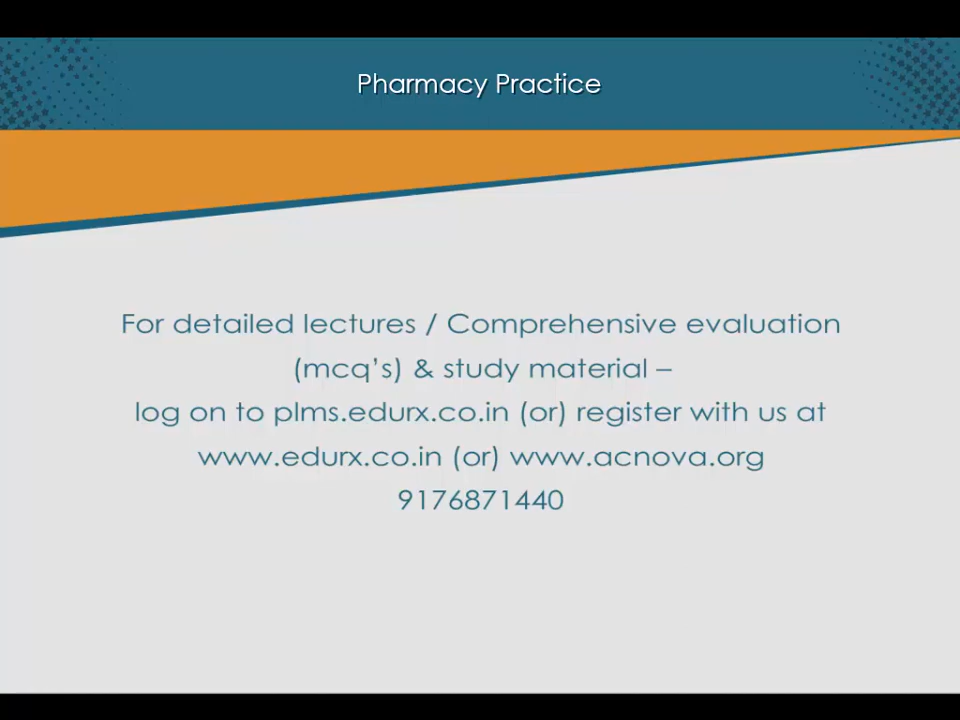 Pharmacy Practice
For detailed lectures / Comprehensive evaluation
(mcq's) & study material –
log on to plms.edurx.co.in (or) register with us at
www.edurx.co.in (or) www.acnova.org
9176871440